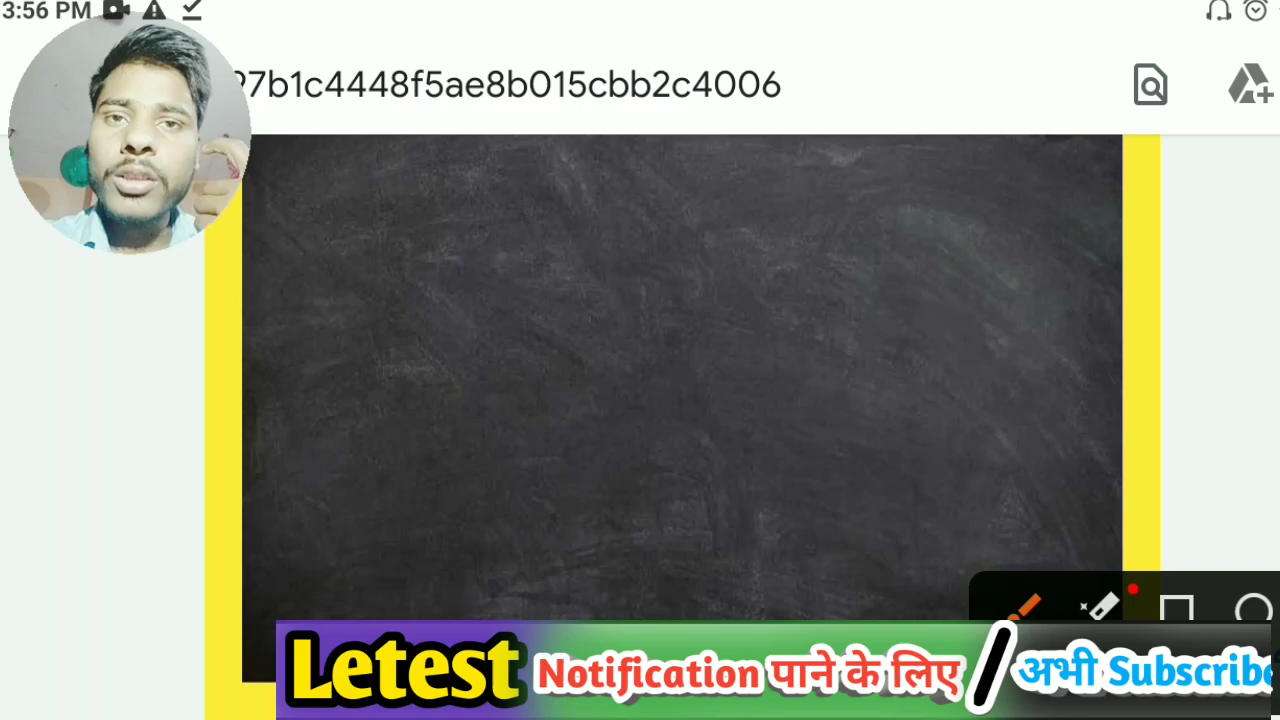 3:56 PM
97b1c4448f5ae8b015cbb2c4006
Letest Notification पाने के लिए / अभी Subscribe